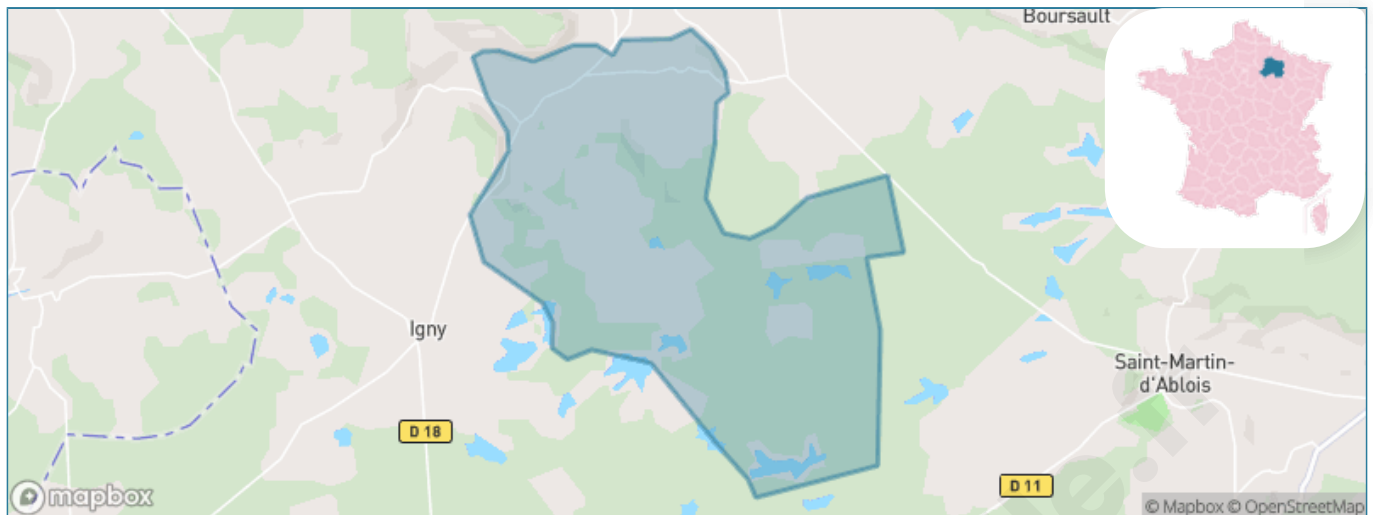 Boursault
Igny
Saint-Martin-
d'Ablois
D 18
D 11
mapbox
© Mapbox © OpenStreetMap